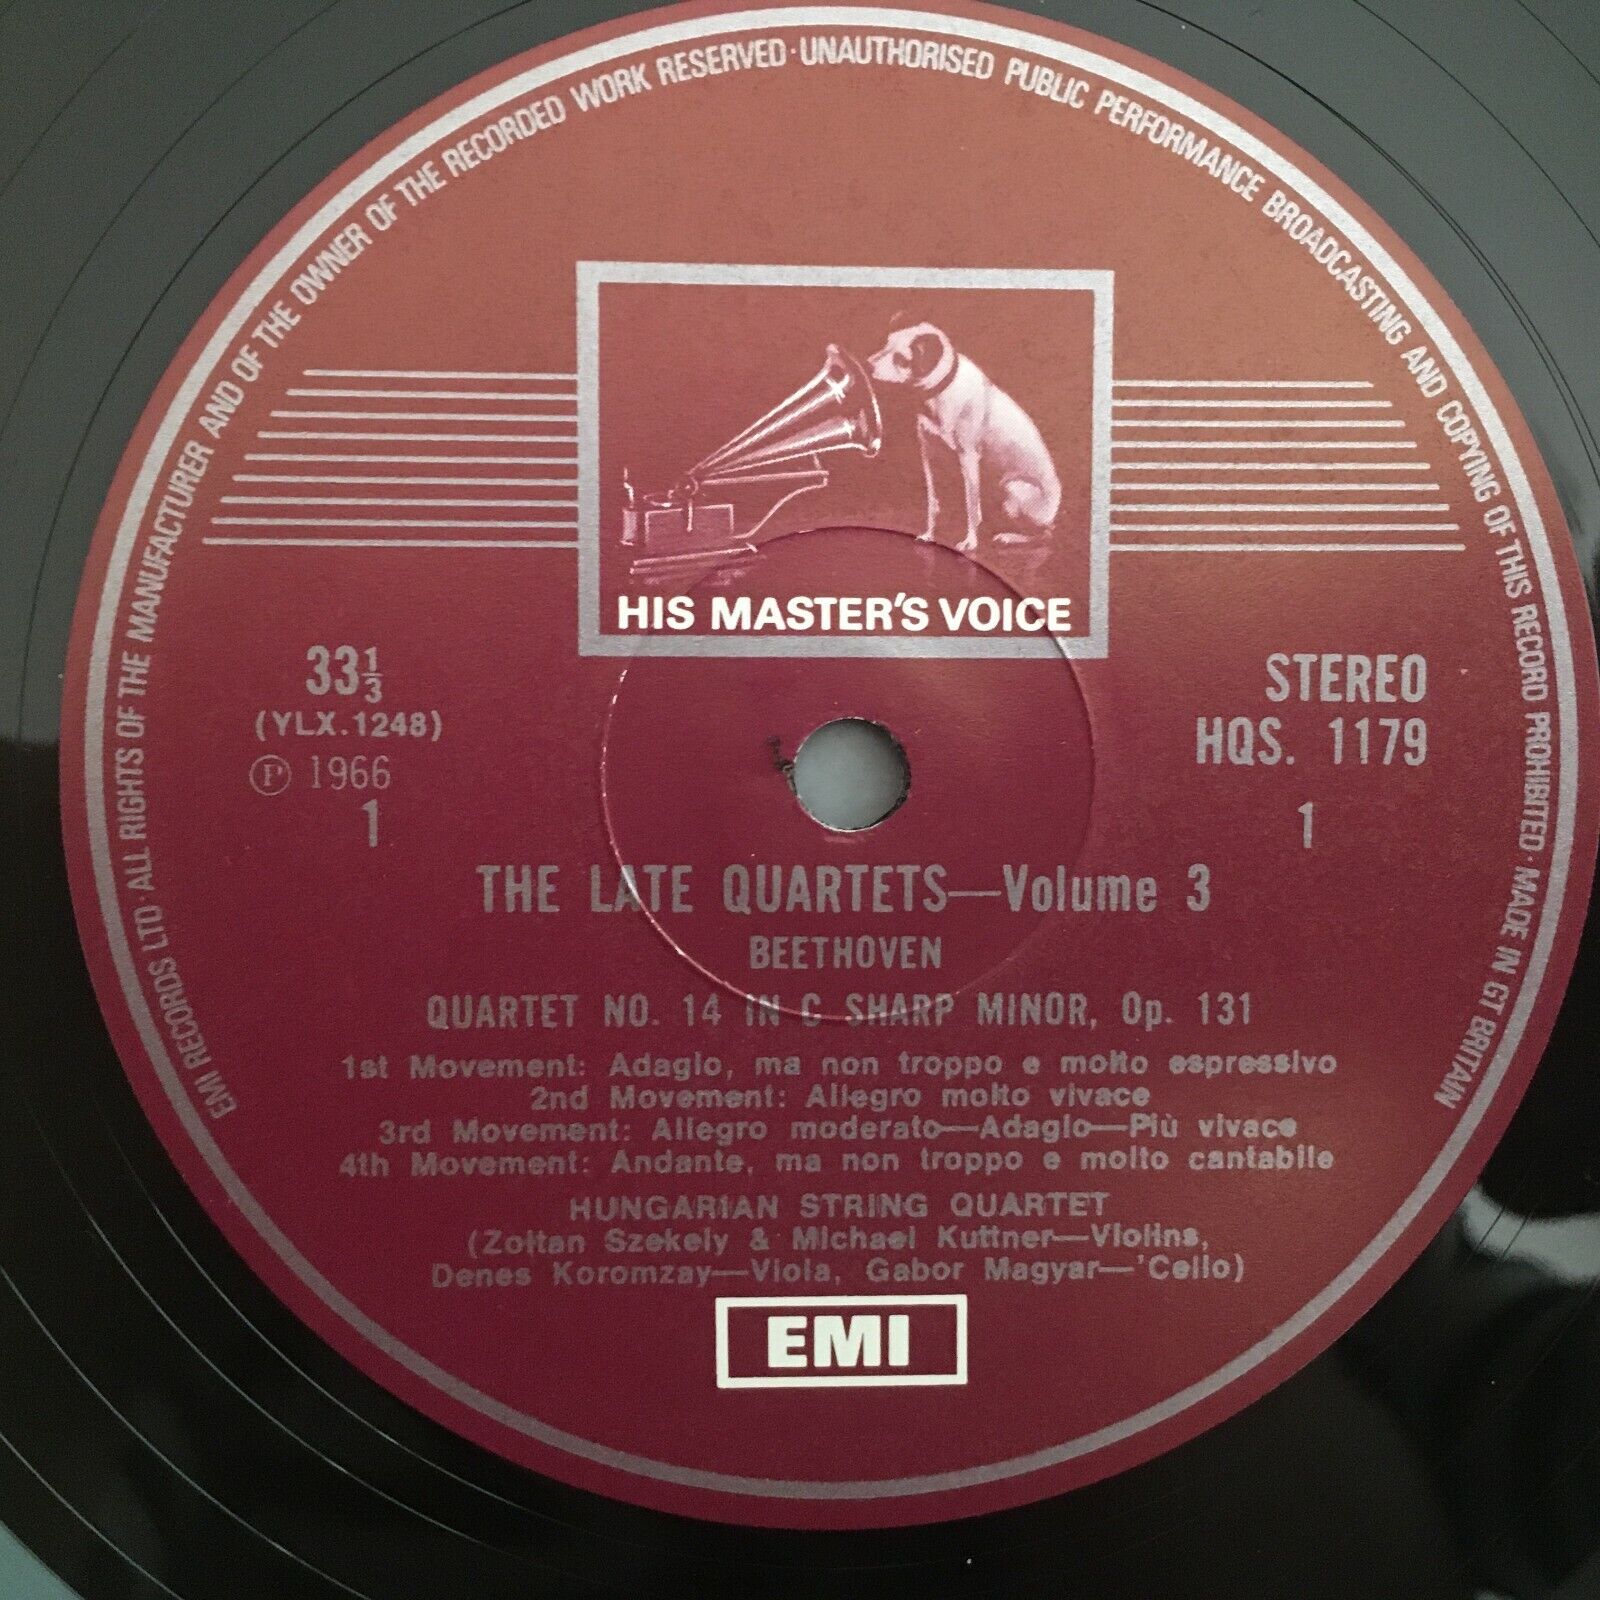 EMI RECORDS LTD · ALL RIGHTS OF THE MANUFACTURER AND OF THE OWNER OF THE RECORDED WORK RESERVED · UNAUTHORISED PUBLIC PERFORMANCE BROADCASTING AND COPYING OF THIS RECORD PROHIBITED · MADE IN GT BRITAIN
HIS MASTER'S VOICE
33⅓
(YLX.1248)
Ⓟ 1966
1
STEREO
HQS. 1179
1
THE LATE QUARTETS—Volume 3
BEETHOVEN
QUARTET NO. 14 IN C SHARP MINOR, Op. 131
1st Movement: Adagio, ma non troppo e molto espressivo
2nd Movement: Allegro molto vivace
3rd Movement: Allegro moderato—Adagio—Più vivace
4th Movement: Andante, ma non troppo e molto cantabile
HUNGARIAN STRING QUARTET
(Zoltan Szekely & Michael Kuttner—Violins,
Denes Koromzay—Viola, Gabor Magyar—'Cello)
EMI